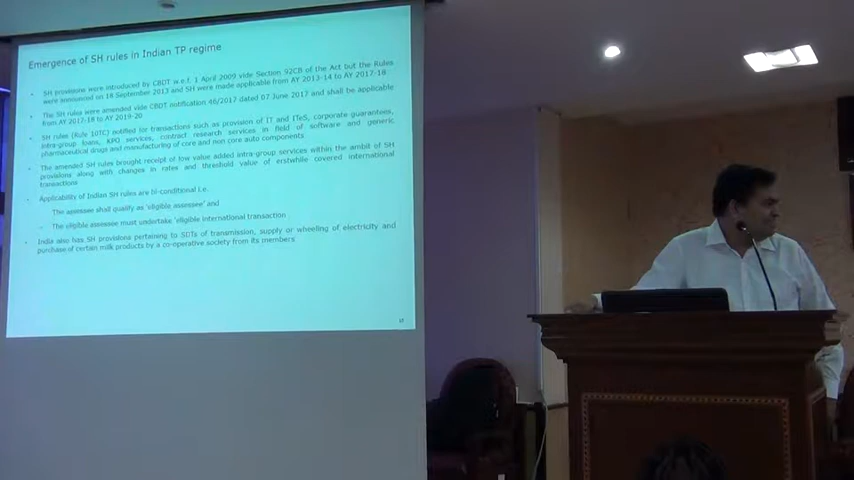 Emergence of SH rules in Indian TP regime
SH provisions were introduced by CBDT w.e.f. 1 April 2009 vide Section 92CB of the Act but the Rules
were announced on 18 September 2013 and SH were made applicable from AY 2013-14 to AY 2017-18
The SH rules were amended vide CBDT notification 46/2017 dated 07 June 2017 and shall be applicable
from AY 2017-18 to AY 2019-20
SH rules (Rule 10TC) notified for transactions such as provision of IT and ITeS, corporate guarantees,
intra-group loans, KPO services, contract research services in field of software and generic
pharmaceutical drugs and manufacturing of core and non core auto components
The amended SH rules brought receipt of low value added intra-group services within the ambit of SH
provisions along with changes in rates and threshold value of erstwhile covered international
transactions
Applicability of Indian SH rules are bi-conditional i.e.
The assessee shall qualify as 'eligible assessee' and
The eligible assessee must undertake 'eligible international transaction'
India also has SH provisions pertaining to SDTs of transmission, supply or wheeling of electricity and
purchase of certain milk products by a co-operative society from its members